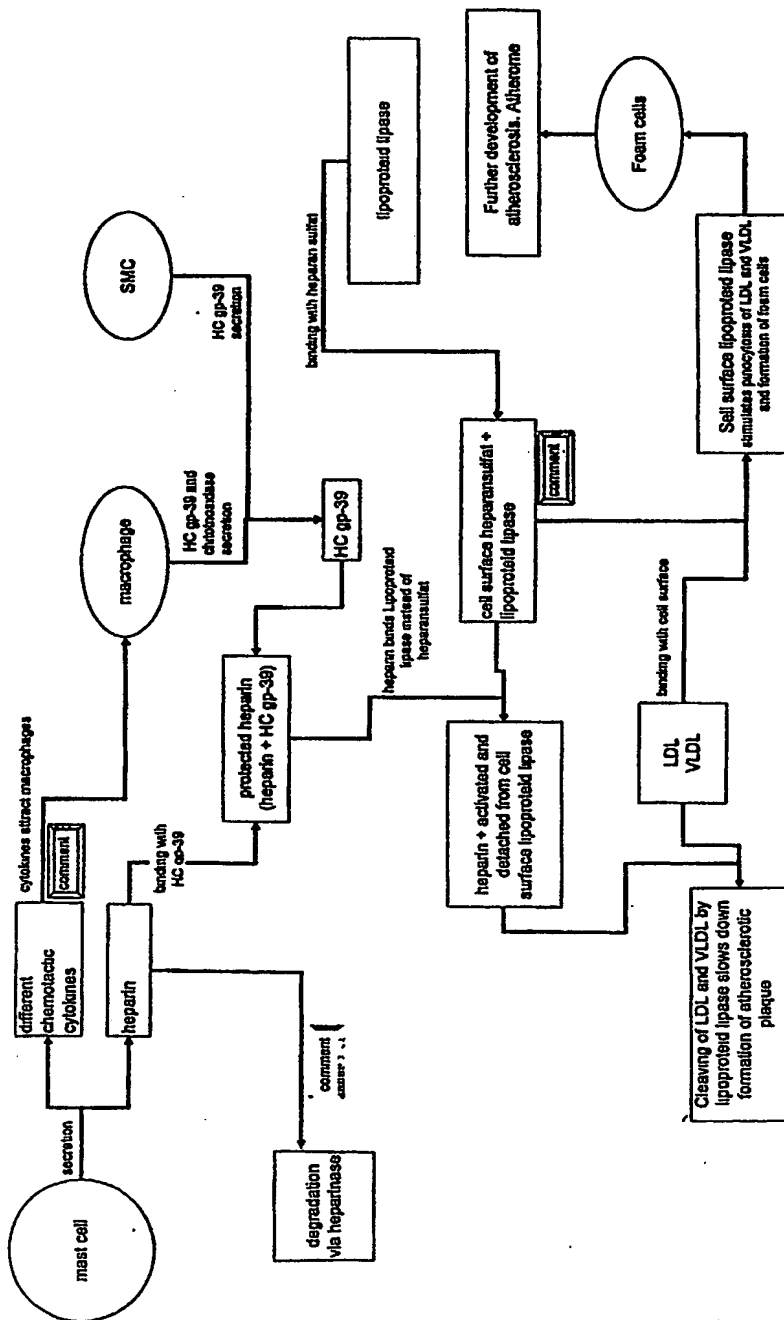 mast cell
secretion
different
chemotactic
cytokines
comment
cytokines attract macrophages
macrophage
SMC
HC gp-39 and
chitotriosidase
secretion
HC gp-39
secretion
HC gp-39
heparin
binding with
HC gp-39
comment
degradation
via heparinase
protected heparin
(heparin + HC gp-39)
heparin binds Lipoproteid
lipase instead of
heparansulfat
binding with heparan sulfat
lipoproteid lipase
cell surface heparansulfat +
lipoproteid lipase
comment
heparin + activated and
detached from cell
surface lipoproteid lipase
LDL
VLDL
binding with cell surface
Cleaving of LDL and VLDL by
lipoproteid lipase slows down
formation of atherosclerotic
plaque
Sell surface lipoproteid lipase
stimulates pinocytosis of LDL and VLDL
and formation of foam cells
Foam cells
Further development of
atherosclerosis. Atherome